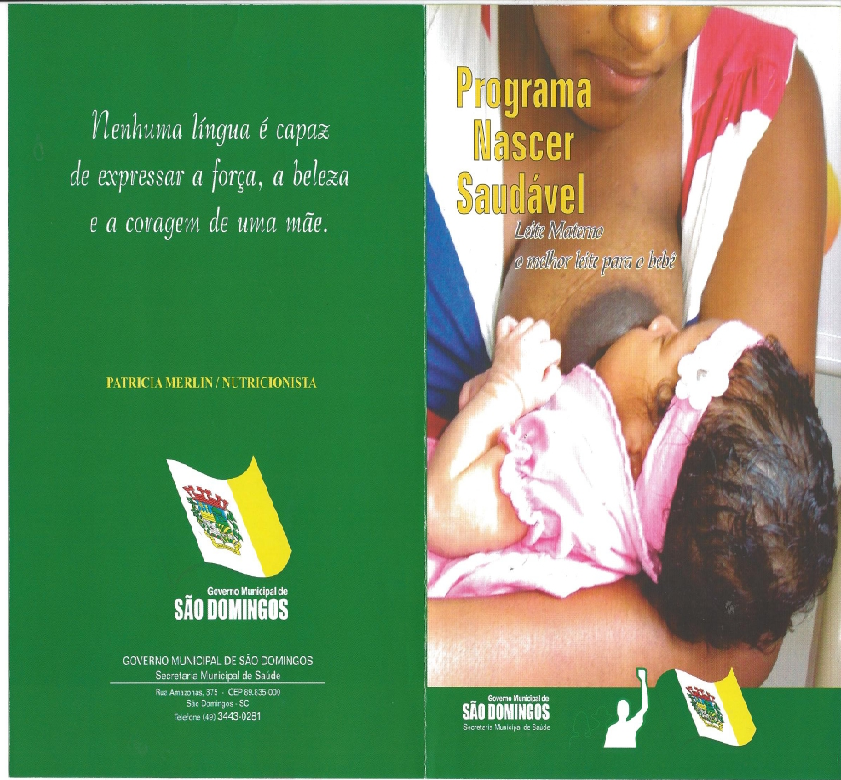 Nenhuma língua é capaz
de expressar a força, a beleza
e a coragem de uma mãe.
PATRICIA MERLIN / NUTRICIONISTA
Governo Municipal de
SÃO DOMINGOS
GOVERNO MUNICIPAL DE SÃO DOMINGOS
Secretaria Municipal de Saúde
Rua Amazonas, 375 - CEP 89.835-000
São Domingos - SC
Telefone (49) 3443-0281
Programa
Nascer
Saudável
Leite Materno
o melhor leite para o bebê
Governo Municipal de
SÃO DOMINGOS
Secretaria Municipal de Saúde